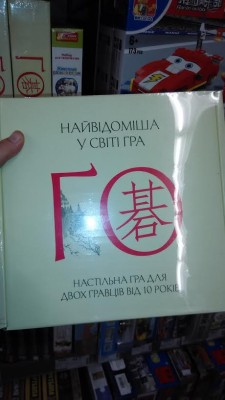 НАЙВІДОМІША
У СВІТІ ГРА
ГО
碁
НАСТІЛЬНА ГРА ДЛЯ
ДВОХ ГРАВЦІВ ВІД 10 РОКІВ